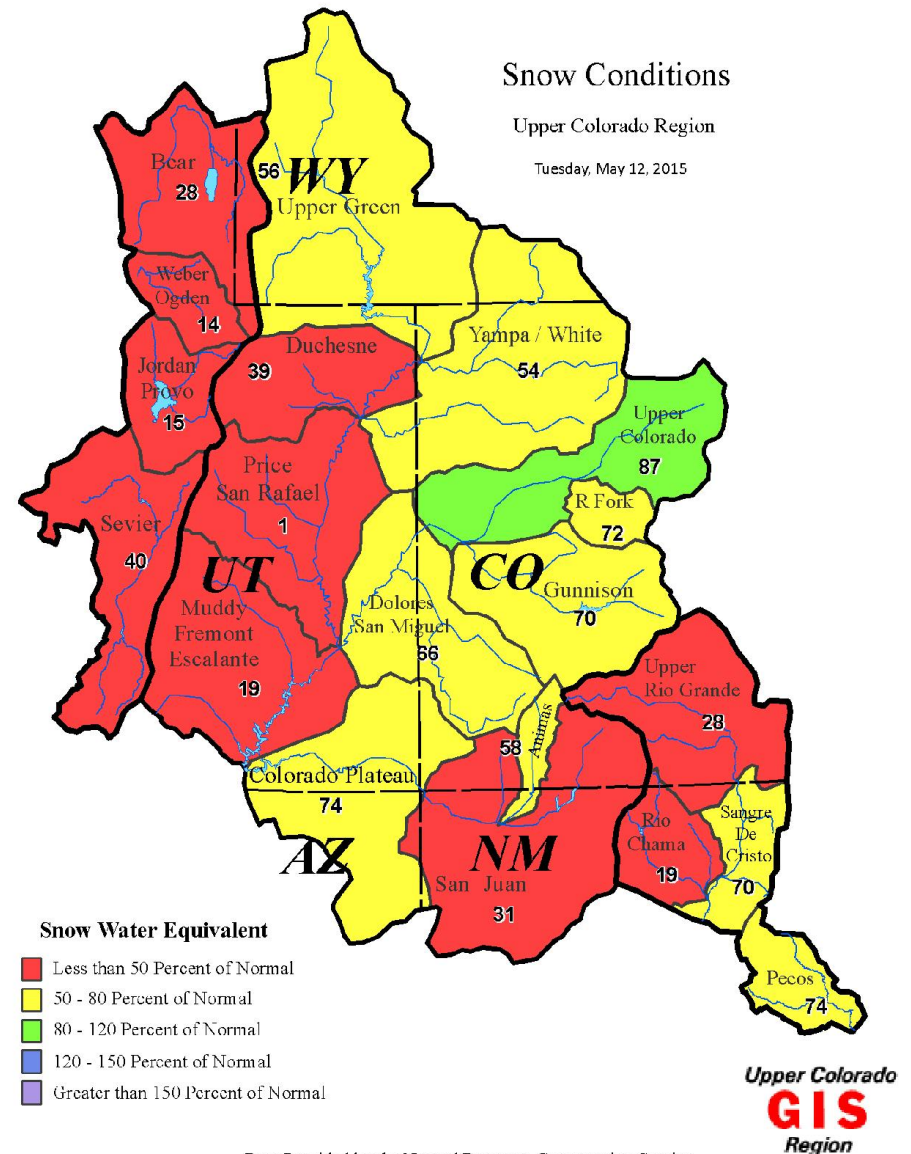 Snow Conditions
Upper Colorado Region
Tuesday, May 12, 2015
Bear
28
56
WY
Upper Green
Weber
Ogden
14
Jordan
Provo
15
Duchesne
39
Yampa / White
54
Upper
Colorado
87
R Fork
72
Price
San Rafael
1
Sevier
40
UT
CO
Gunnison
70
Muddy
Fremont
Escalante
19
Dolores
San Miguel
66
Upper
Rio Grande
28
58
Animas
Colorado Plateau
74
AZ
NM
San Juan
31
Rio
Chama
19
Sangre
De
Cristo
70
Pecos
74
Snow Water Equivalent
Less than 50 Percent of Normal
50 - 80 Percent of Normal
80 - 120 Percent of Normal
120 - 150 Percent of Normal
Greater than 150 Percent of Normal
Upper Colorado
GIS
Region